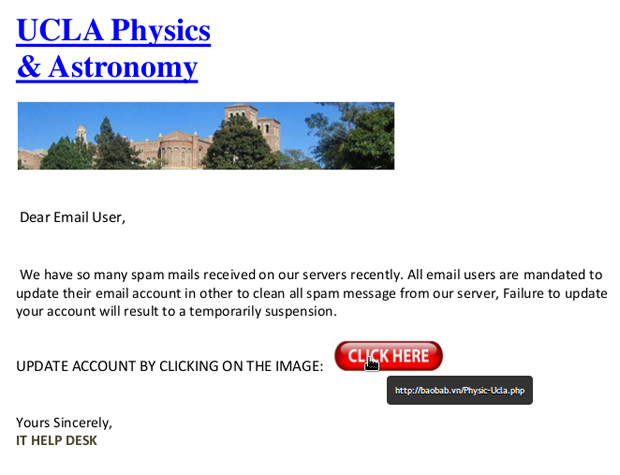 UCLA Physics
& Astronomy
Dear Email User,
We have so many spam mails received on our servers recently. All email users are mandated to
update their email account in other to clean all spam message from our server, Failure to update
your account will result to a temporarily suspension.
UPDATE ACCOUNT BY CLICKING ON THE IMAGE: CLICK HERE
http://baobab.vn/Physic-Ucla.php
Yours Sincerely,
IT HELP DESK